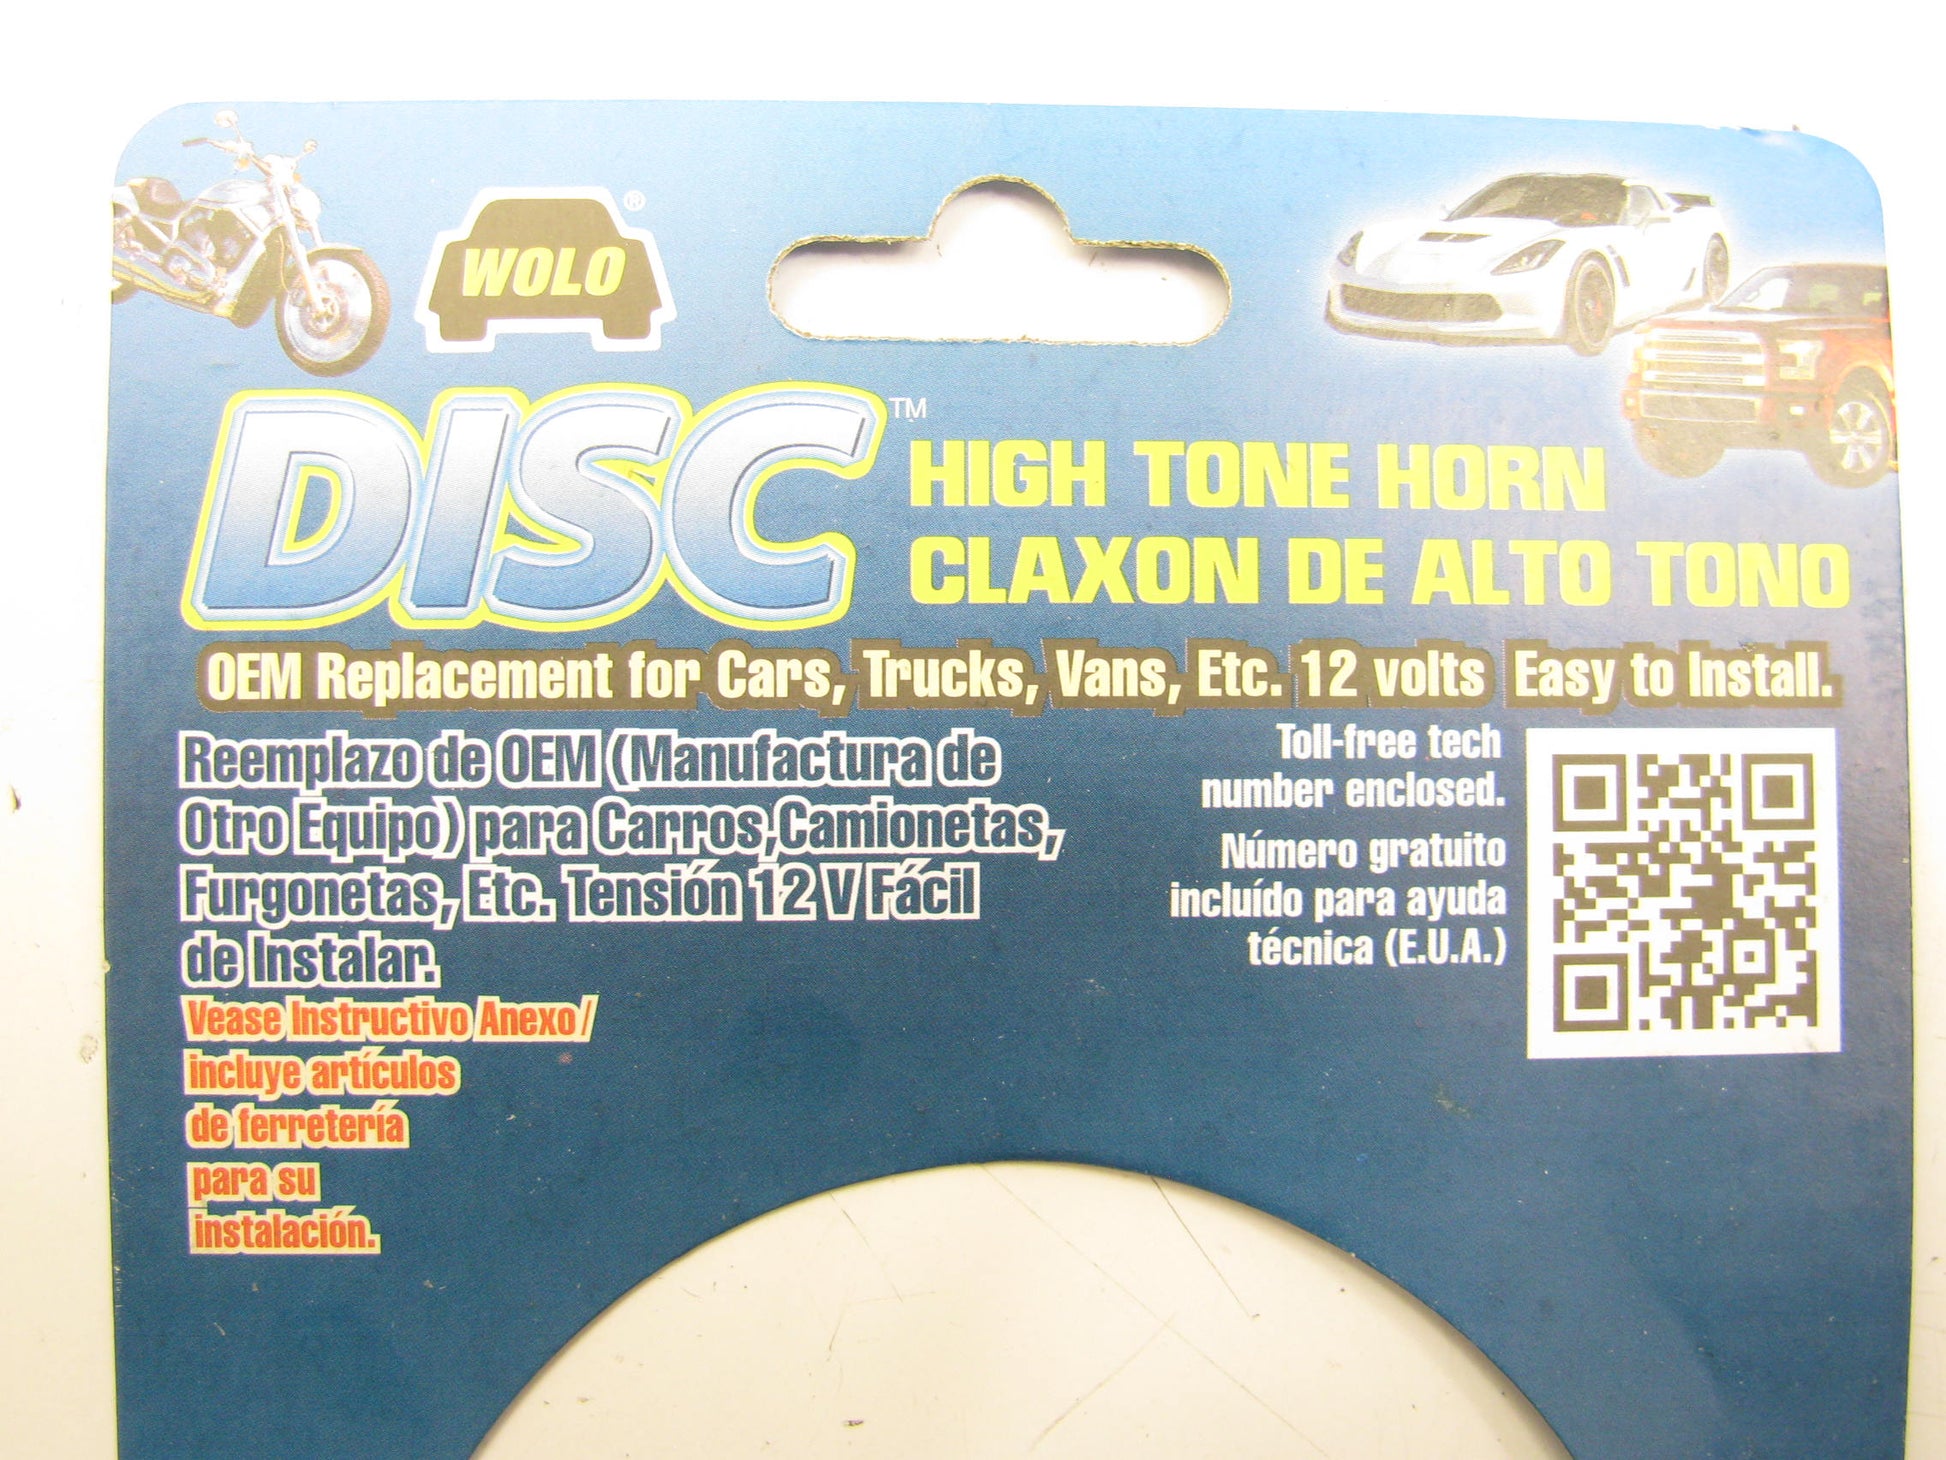 WOLO ®
DISC ™
HIGH TONE HORN
CLAXON DE ALTO TONO
OEM Replacement for Cars, Trucks, Vans, Etc. 12 volts Easy to Install.
Reemplazo de OEM (Manufactura de
Otro Equipo) para Carros,Camionetas,
Furgonetas, Etc. Tensión 12 V Fácil
de Instalar.
Vease Instructivo Anexo/
incluye artículos
de ferretería
para su
instalación.
Toll-free tech
number enclosed.
Número gratuito
incluído para ayuda
técnica (E.U.A.)